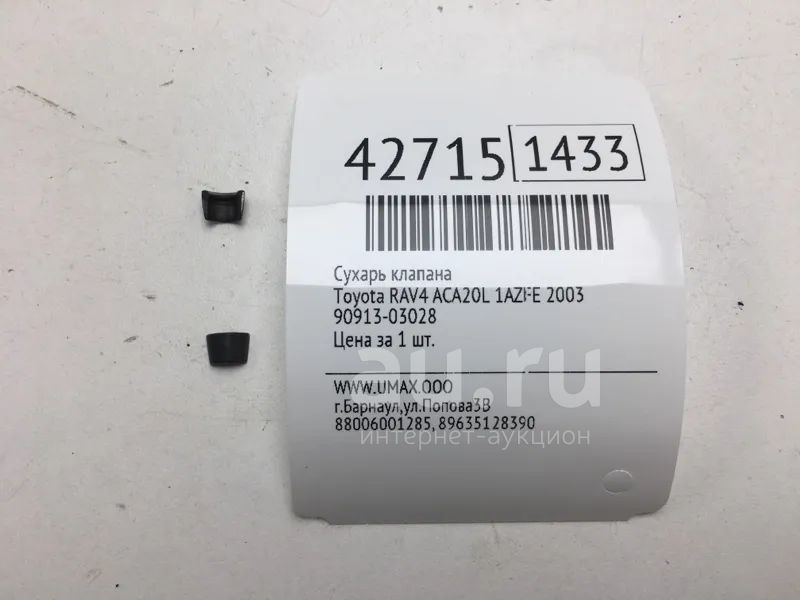 42715 1433
Сухарь клапана
Toyota RAV4 ACA20L 1AZFE 2003
90913-03028
Цена за 1 шт.
WWW.UMAX.OOO
г.Барнаул,ул.Попова3В
88006001285, 89635128390
au.ru
интернет-аукцион